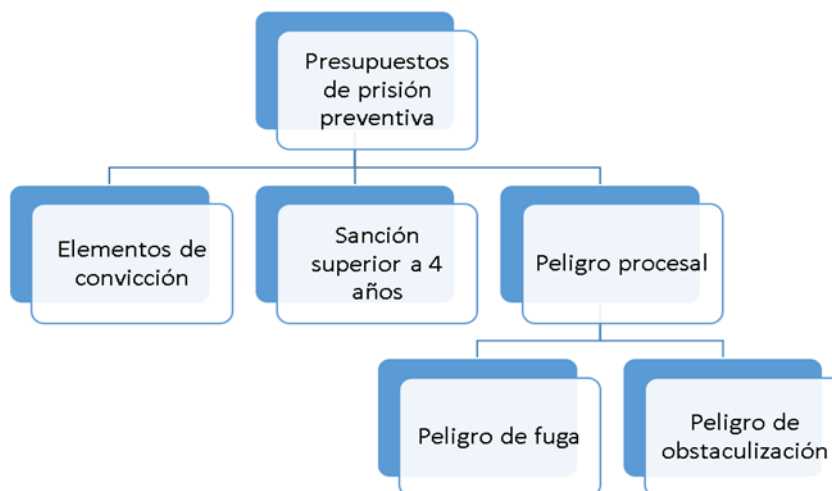 Presupuestos
de prisión
preventiva
Elementos de
convicción
Sanción
superior a 4
años
Peligro procesal
Peligro de fuga
Peligro de
obstaculización